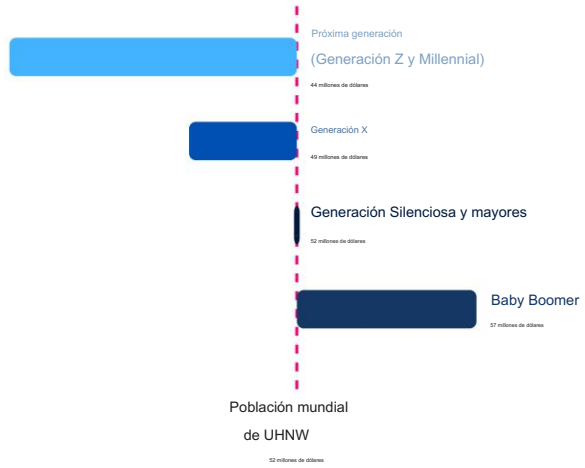 Próxima generación
(Generación Z y Millennial)
44 millones de dólares
Generación X
49 millones de dólares
Generación Silenciosa y mayores
52 millones de dólares
Baby Boomer
57 millones de dólares
Población mundial
de UHNW
52 millones de dólares